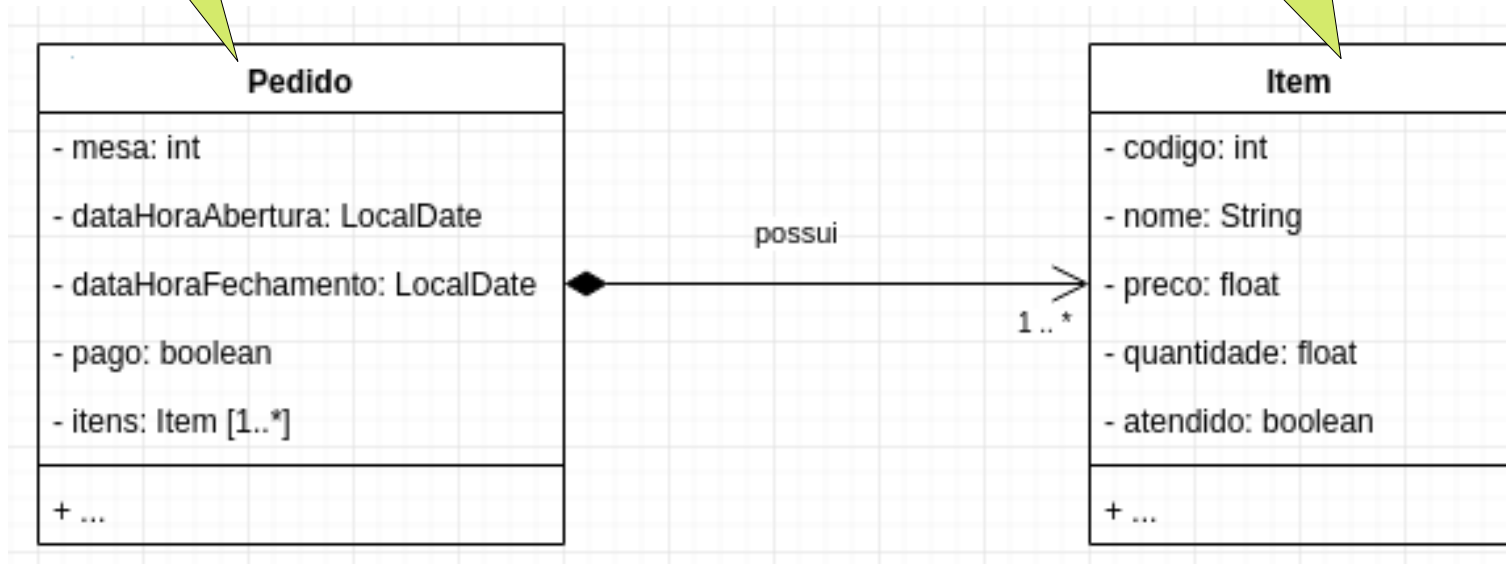 Pedido
- mesa: int
- dataHoraAbertura: LocalDate
- dataHoraFechamento: LocalDate
- pago: boolean
- itens: Item [1..*]
+ ...
possui
1 .. *
Item
- codigo: int
- nome: String
- preco: float
- quantidade: float
- atendido: boolean
+ ...